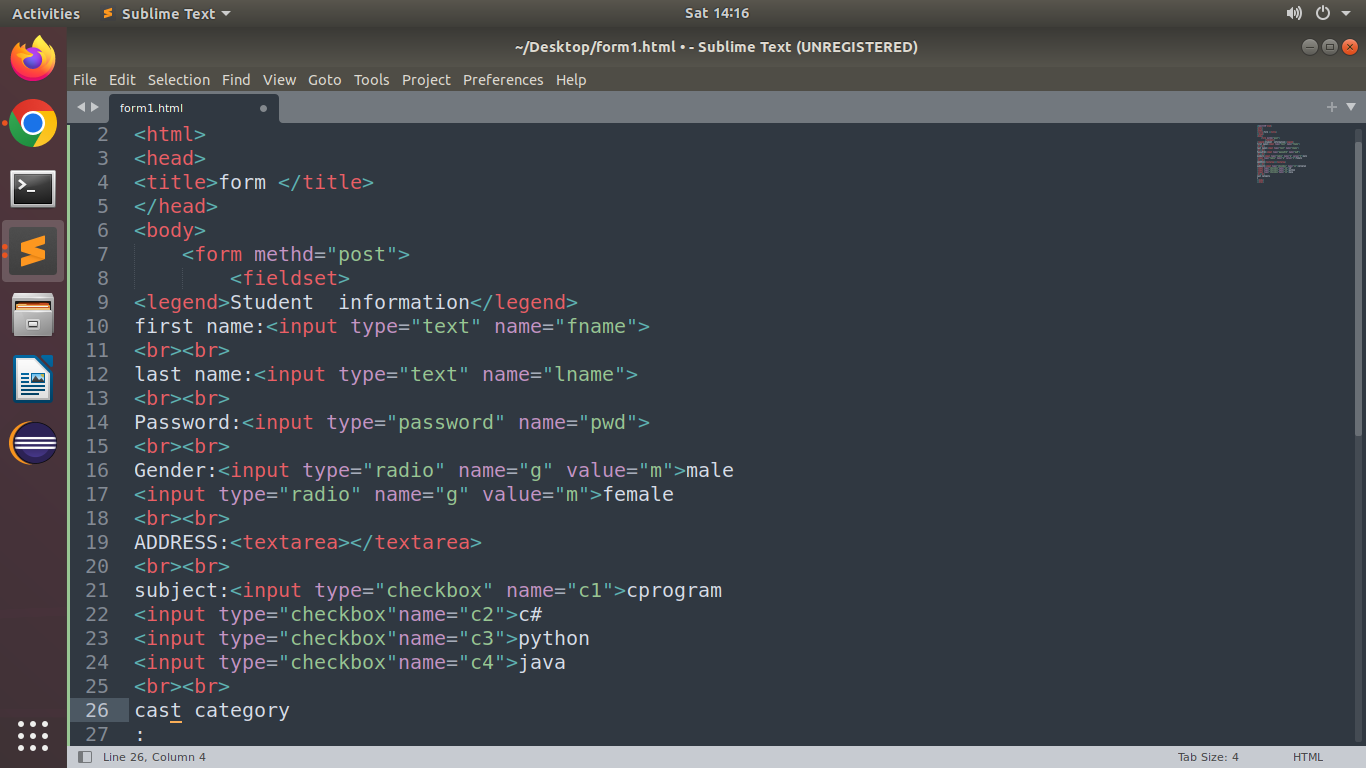 Activities Sublime Text Sat 14:16
~/Desktop/form1.html • - Sublime Text (UNREGISTERED)
File Edit Selection Find View Goto Tools Project Preferences Help
form1.html
2 <html>
3 <head>
4 <title>form </title>
5 </head>
6 <body>
7 <form methd="post">
8 <fieldset>
9 <legend>Student  information</legend>
10 first name:<input type="text" name="fname">
11 <br><br>
12 last name:<input type="text" name="lname">
13 <br><br>
14 Password:<input type="password" name="pwd">
15 <br><br>
16 Gender:<input type="radio" name="g" value="m">male
17 <input type="radio" name="g" value="m">female
18 <br><br>
19 ADDRESS:<textarea></textarea>
20 <br><br>
21 subject:<input type="checkbox" name="c1">cprogram
22 <input type="checkbox"name="c2">c#
23 <input type="checkbox"name="c3">python
24 <input type="checkbox"name="c4">java
25 <br><br>
26 cast category
27 :
Line 26, Column 4 Tab Size: 4 HTML